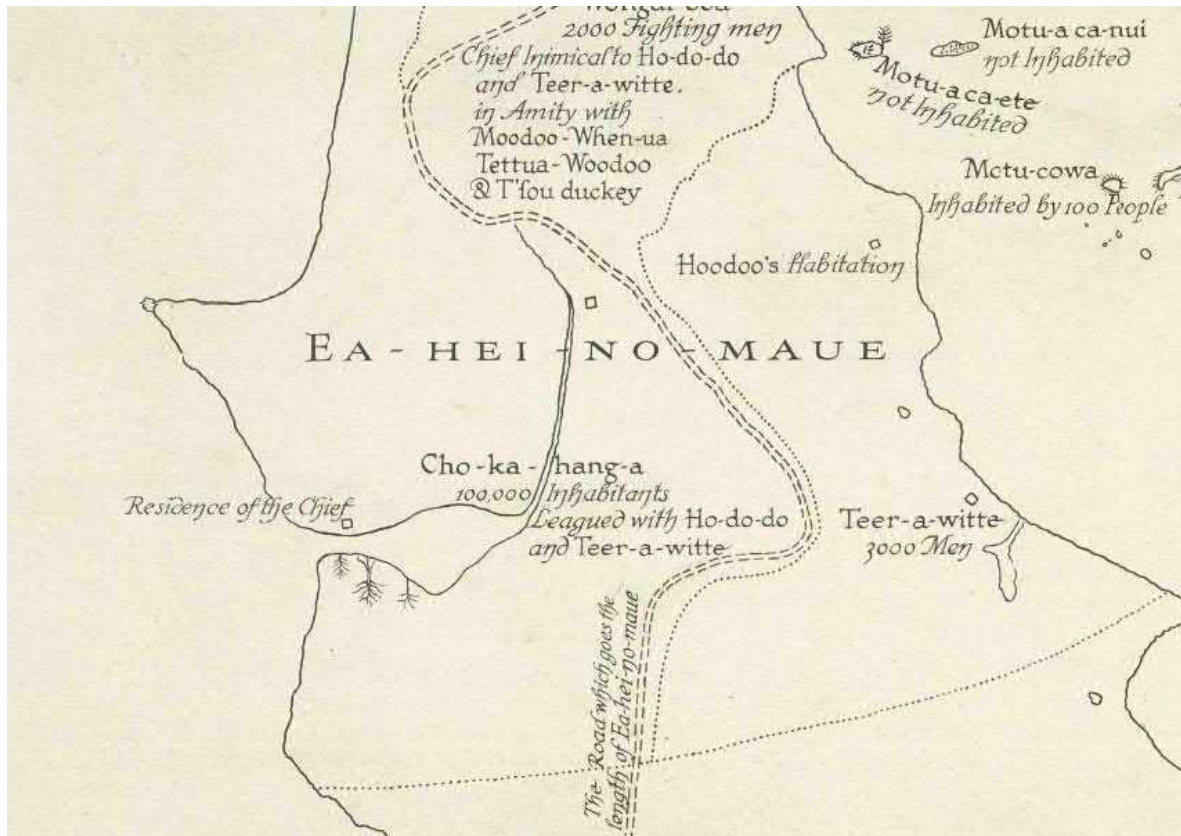 2000 Fighting men
Chief Inimical to Ho-do-do
and Teer-a-witte.
in Amity with
Moodoo-When-ua
Tettua-Woodoo
& T'sou duckey
Motu-a ca-nui
not Inhabited
Motu-a ca-ete
not Inhabited
Motu-cowa
Inhabited by 100 People
Hoodoo's Habitation
EA-HEI-NO-MAUE
Cho-ka-hang-a
100,000 Inhabitants
Leagued with Ho-do-do
and Teer-a-witte
Residence of the Chief
Teer-a-witte
3000 Men
The Road which goes the
length of Ea-hei-no-maue